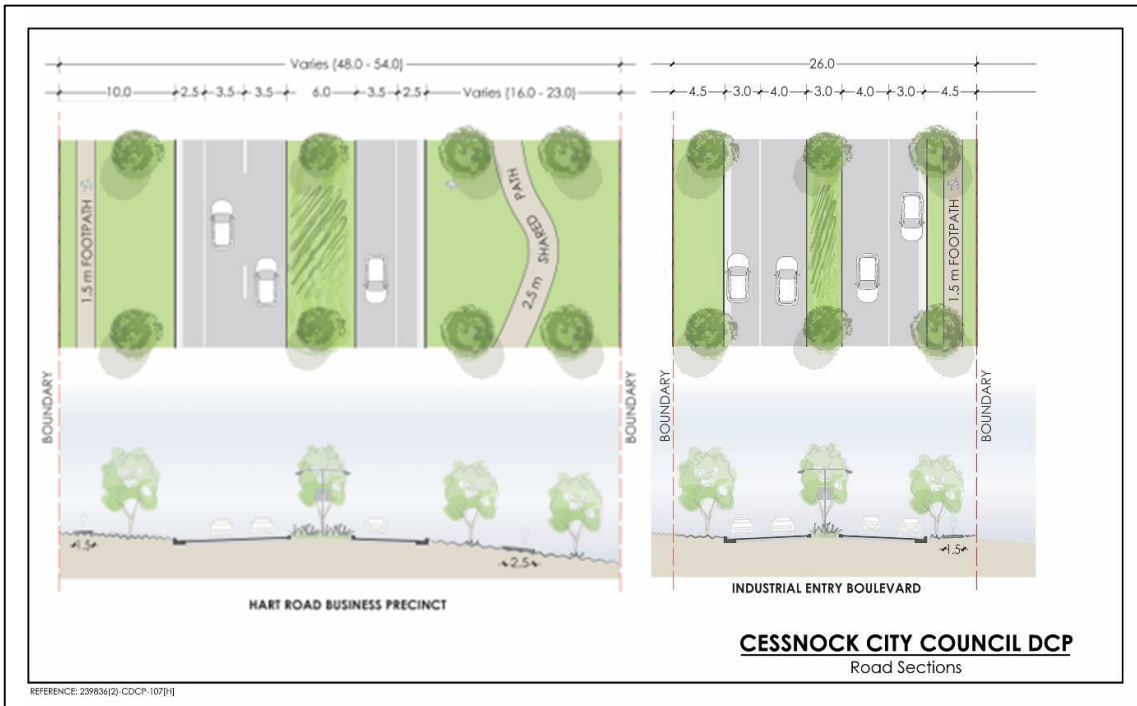 Varies (48.0 - 54.0)
10.0 2.5 3.5 3.5 6.0 3.5 2.5 Varies (16.0 - 23.0)
1.5 m FOOTPATH
2.5 m SHARED PATH
BOUNDARY
BOUNDARY
1.5
2.5
HART ROAD BUSINESS PRECINCT
26.0
4.5 3.0 4.0 3.0 4.0 3.0 4.5
1.5 m FOOTPATH
BOUNDARY
BOUNDARY
1.5
INDUSTRIAL ENTRY BOULEVARD
CESSNOCK CITY COUNCIL DCP
Road Sections
REFERENCE: 239836(2)-CDCP-107[H]